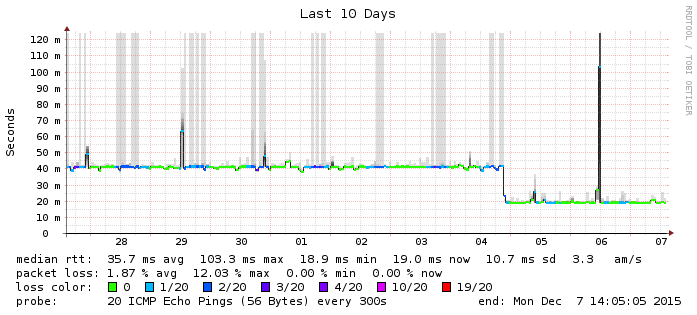 Last 10 Days
RRDTOOL / TOBI OETIKER
Seconds
120 m
110 m
100 m
90 m
80 m
70 m
60 m
50 m
40 m
30 m
20 m
10 m
0
28 29 30 01 02 03 04 05 06 07
median rtt: 35.7 ms avg 103.3 ms max 18.9 ms min 19.0 ms now 10.7 ms sd 3.3 am/s
packet loss: 1.87 % avg 12.03 % max 0.00 % min 0.00 % now
loss color: 0 1/20 2/20 3/20 4/20 10/20 19/20
probe: 20 ICMP Echo Pings (56 Bytes) every 300s end: Mon Dec 7 14:05:05 2015